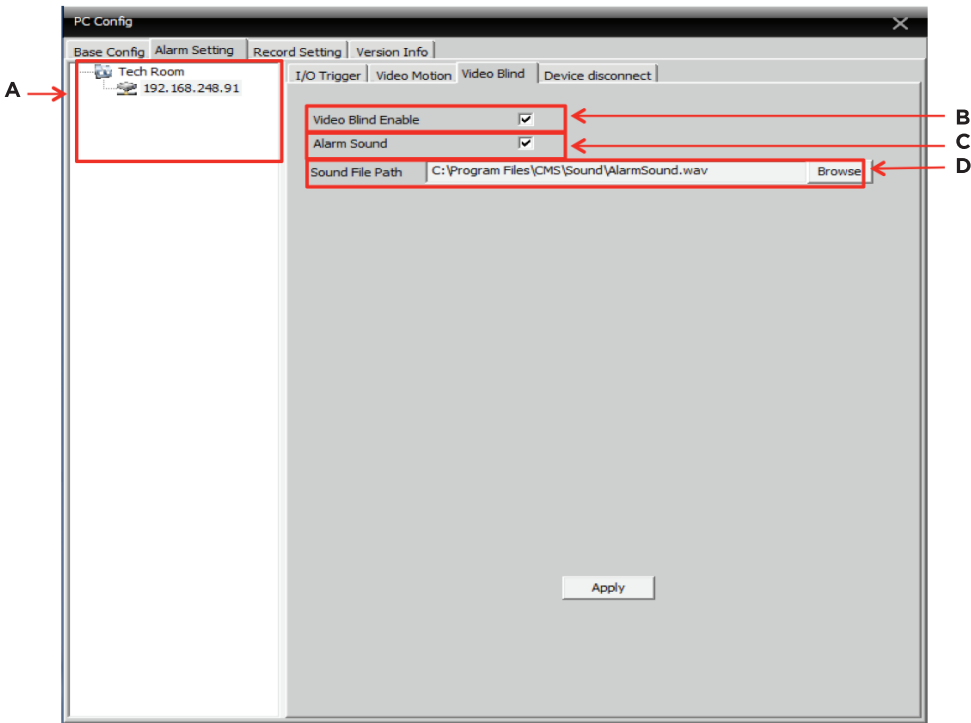 PC Config
Base Config Alarm Setting Record Setting Version Info
Tech Room
192.168.248.91
I/O Trigger Video Motion Video Blind Device disconnect
A
Video Blind Enable
B
Alarm Sound
C
Sound File Path C:\Program Files\CMS\Sound\AlarmSound.wav Browse
D
Apply